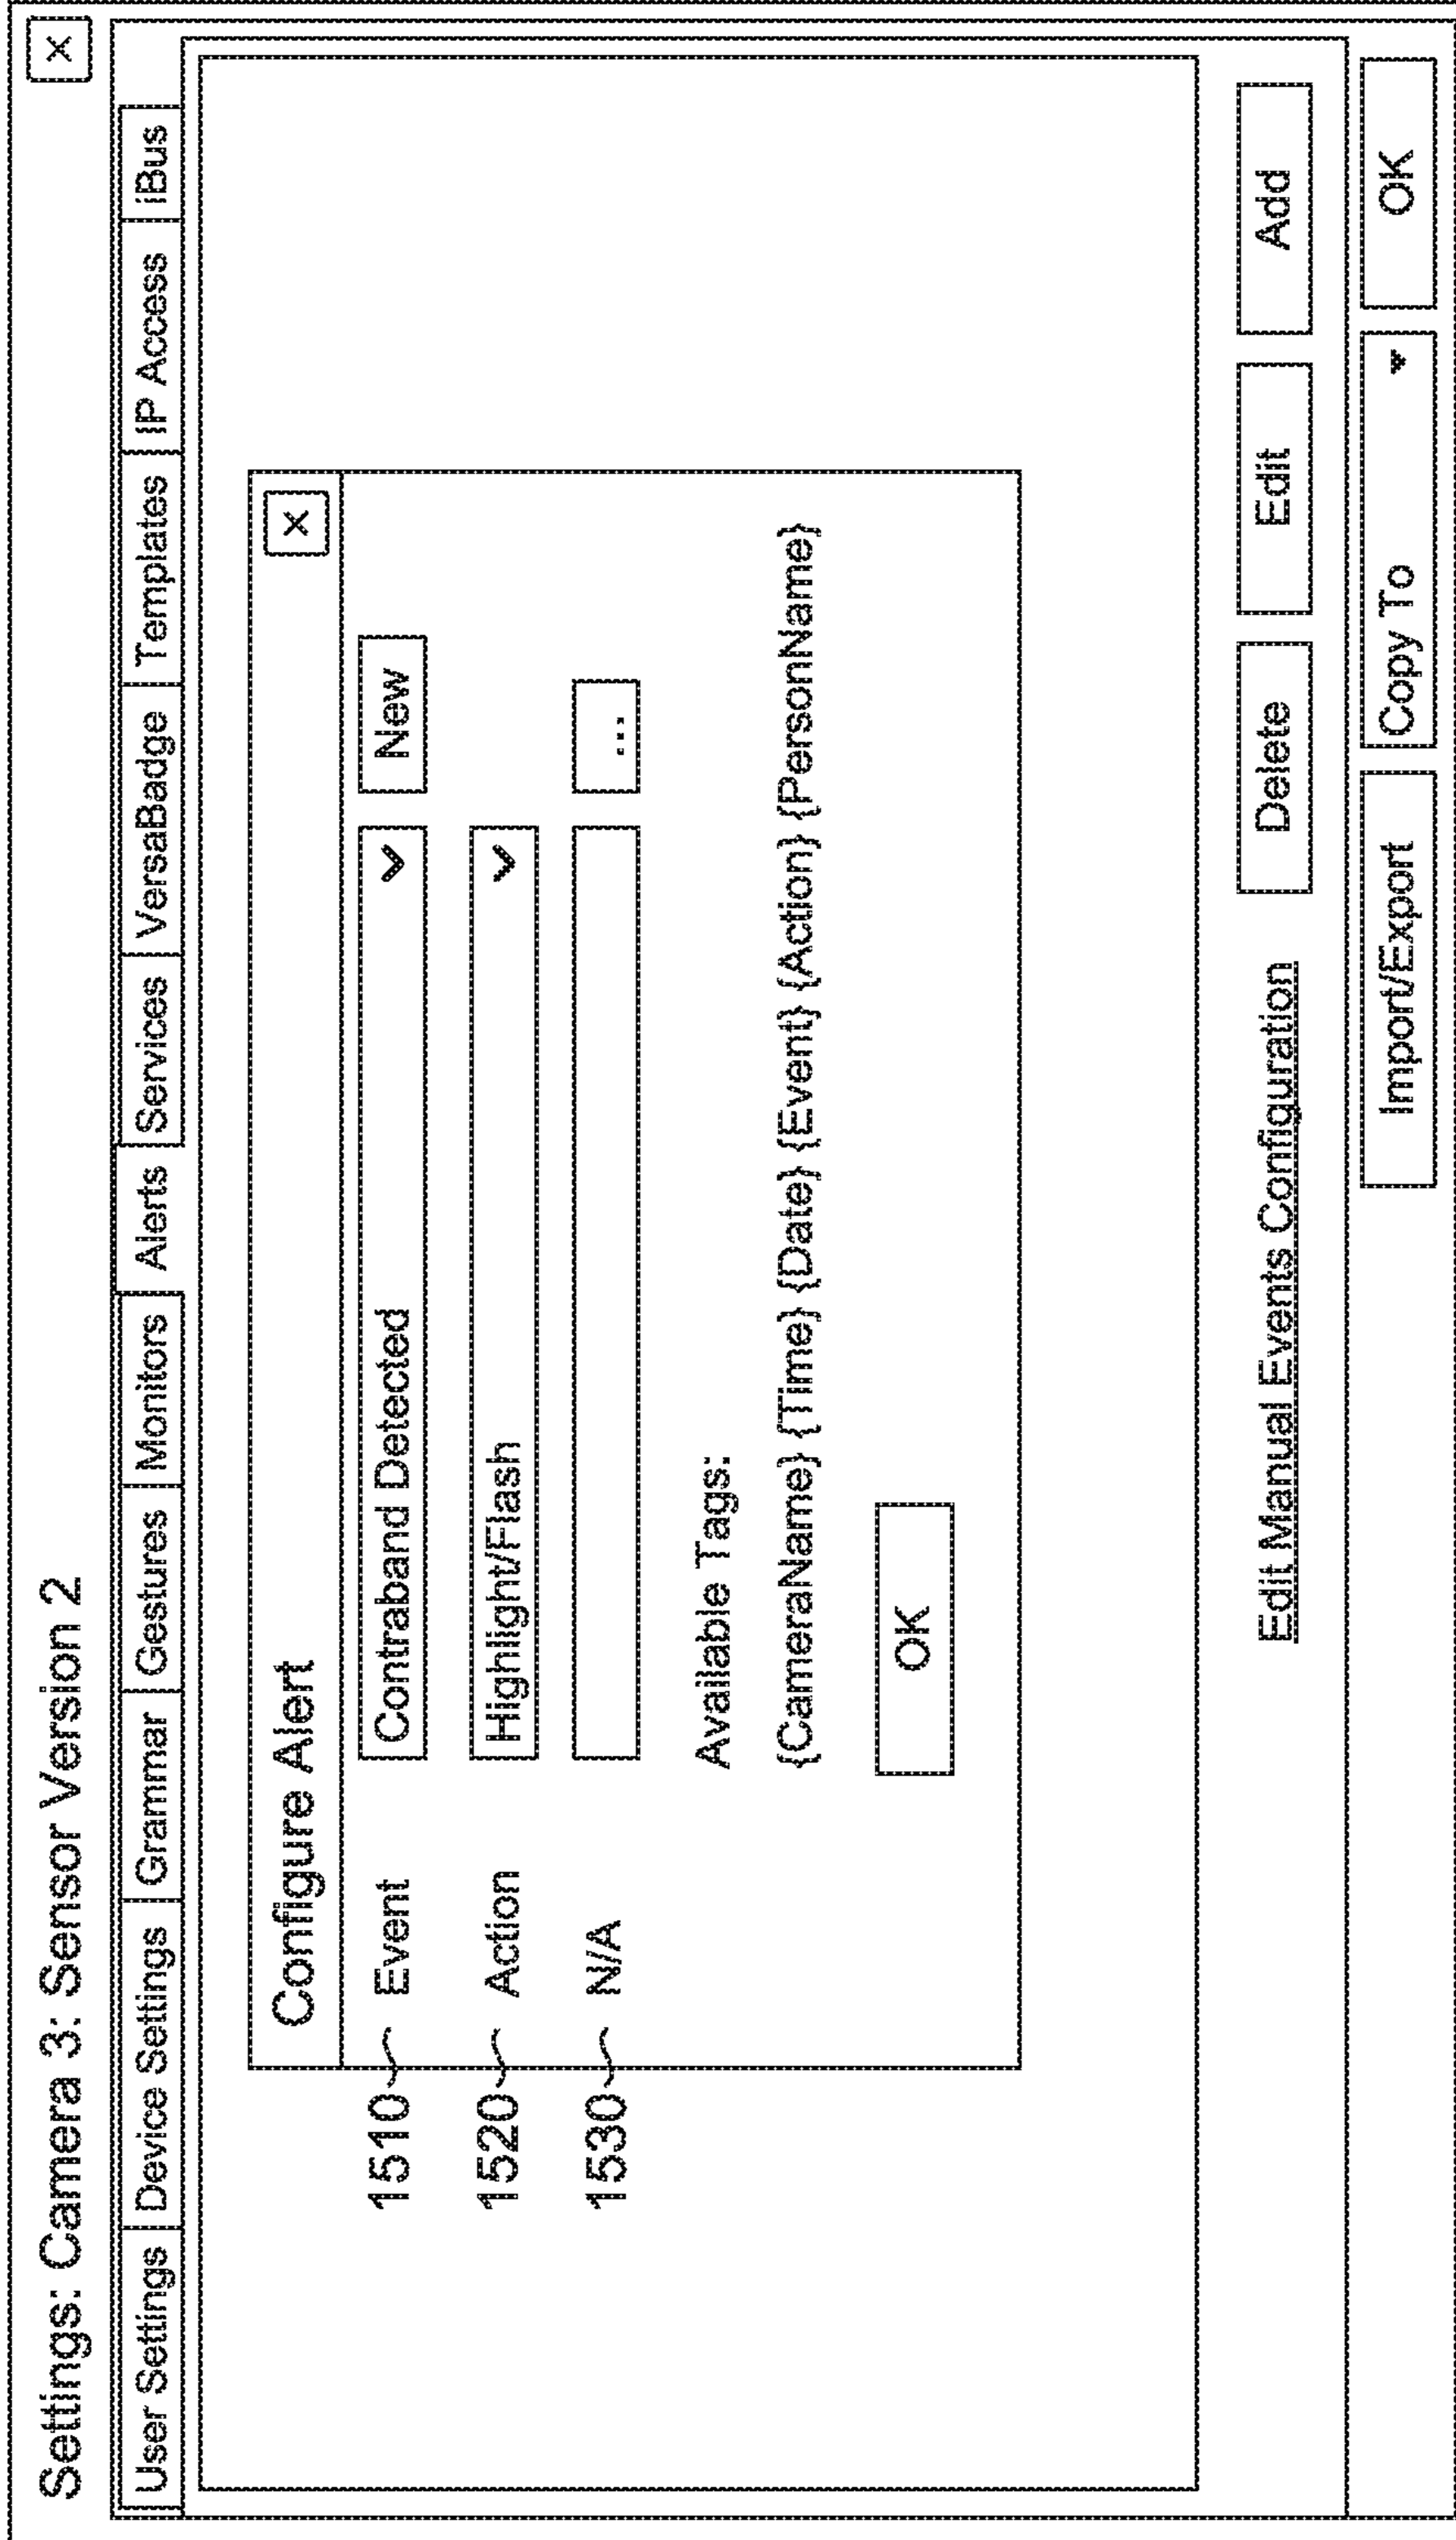 Settings: Camera 3: Sensor Version 2
X
User Settings Device Settings Grammar Gestures Monitors Alerts Services VersaBadge Templates IP Access iBus
Configure Alert
X
1510 Event Contraband Detected New
1520 Action Highlight/Flash
1530 N/A ...
Available Tags:
{CameraName} {Time} {Date} {Event} {Action} {PersonName}
OK
Edit Manual Events Configuration Delete Edit Add
Import/Export Copy To OK